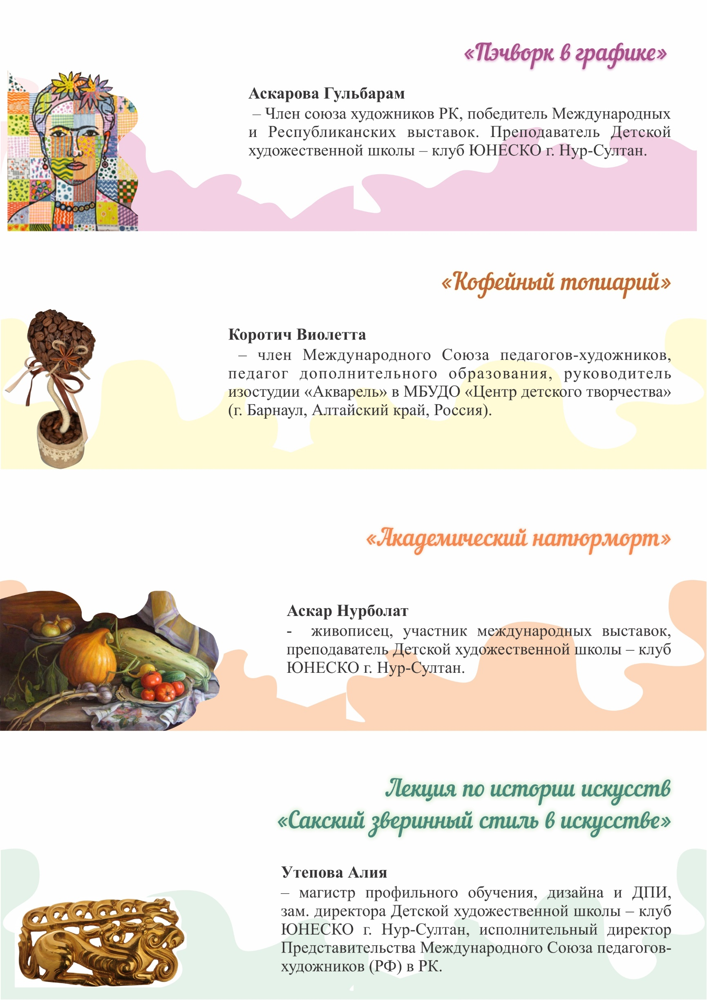 «Пэчворк в графике»
Аскарова Гульбарам
– Член союза художников РК, победитель Международных
и Республиканских выставок. Преподаватель Детской
художественной школы – клуб ЮНЕСКО г. Нур-Султан.
«Кофейный топиарий»
Коротич Виолетта
– член Международного Союза педагогов-художников,
педагог дополнительного образования, руководитель
изостудии «Акварель» в МБУДО «Центр детского творчества»
(г. Барнаул, Алтайский край, Россия).
«Академический натюрморт»
Аскар Нурболат
- живописец, участник международных выставок,
преподаватель Детской художественной школы – клуб
ЮНЕСКО г. Нур-Султан.
Лекция по истории искусств
«Сакский зверинный стиль в искусстве»
Утепова Алия
– магистр профильного обучения, дизайна и ДПИ,
зам. директора Детской художественной школы – клуб
ЮНЕСКО г. Нур-Султан, исполнительный директор
Представительства Международного Союза педагогов-
художников (РФ) в РК.